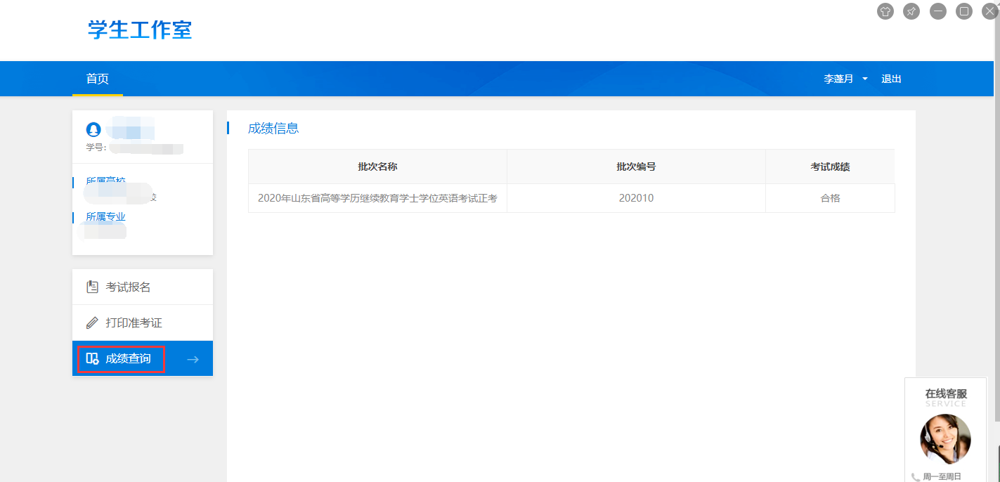 学生工作室
首页
李蓬月
退出
学号:
所属高校
校
所属专业
考试报名
打印准考证
成绩查询
成绩信息
批次名称 批次编号 考试成绩
2020年山东省高等学历继续教育学士学位英语考试正考 202010 合格
在线客服
SERVICE
周一至周日